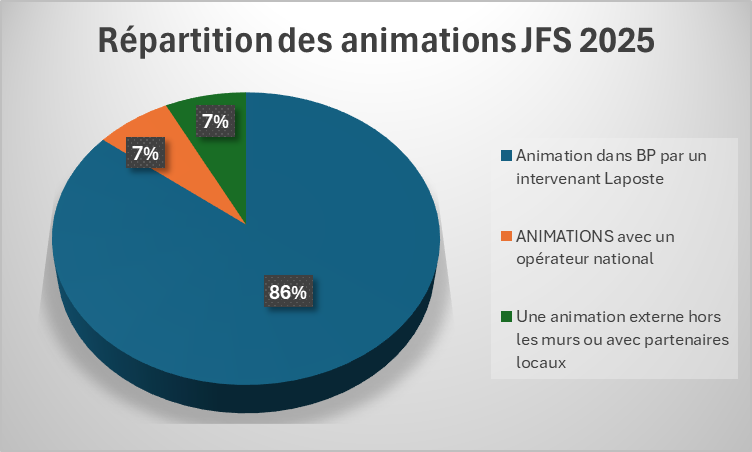 Répartition des animations JFS 2025
7%
7%
86%
Animation dans BP par un
intervenant Laposte
ANIMATIONS avec un
opérateur national
Une animation externe hors
les murs ou avec partenaires
locaux